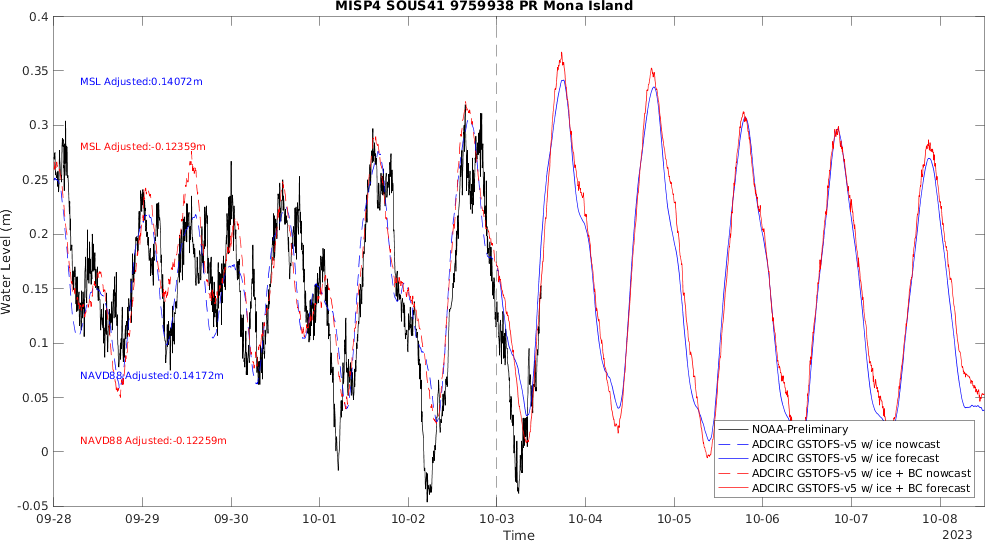 MISP4 SOUS41 9759938 PR Mona Island
0.4
0.35
0.3
0.25
0.2
0.15
0.1
0.05
0
-0.05
Water Level (m)
MSL Adjusted:0.14072m
MSL Adjusted:-0.12359m
NAVD88 Adjusted:0.14172m
NAVD88 Adjusted:-0.12259m
NOAA-Preliminary
ADCIRC GSTOFS-v5 w/ ice nowcast
ADCIRC GSTOFS-v5 w/ ice forecast
ADCIRC GSTOFS-v5 w/ ice + BC nowcast
ADCIRC GSTOFS-v5 w/ ice + BC forecast
09-28 09-29 09-30 10-01 10-02 10-03 10-04 10-05 10-06 10-07 10-08
Time
2023